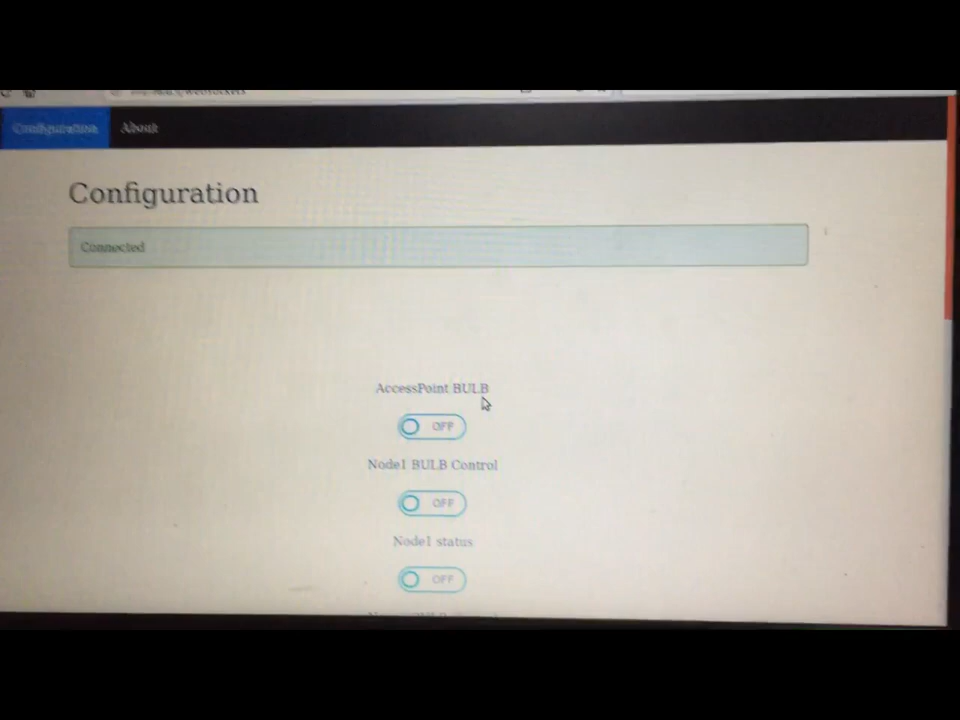 Configuration About
Configuration
Connected
AccessPoint BULB
OFF
Node1 BULB Control
OFF
Node1 status
OFF